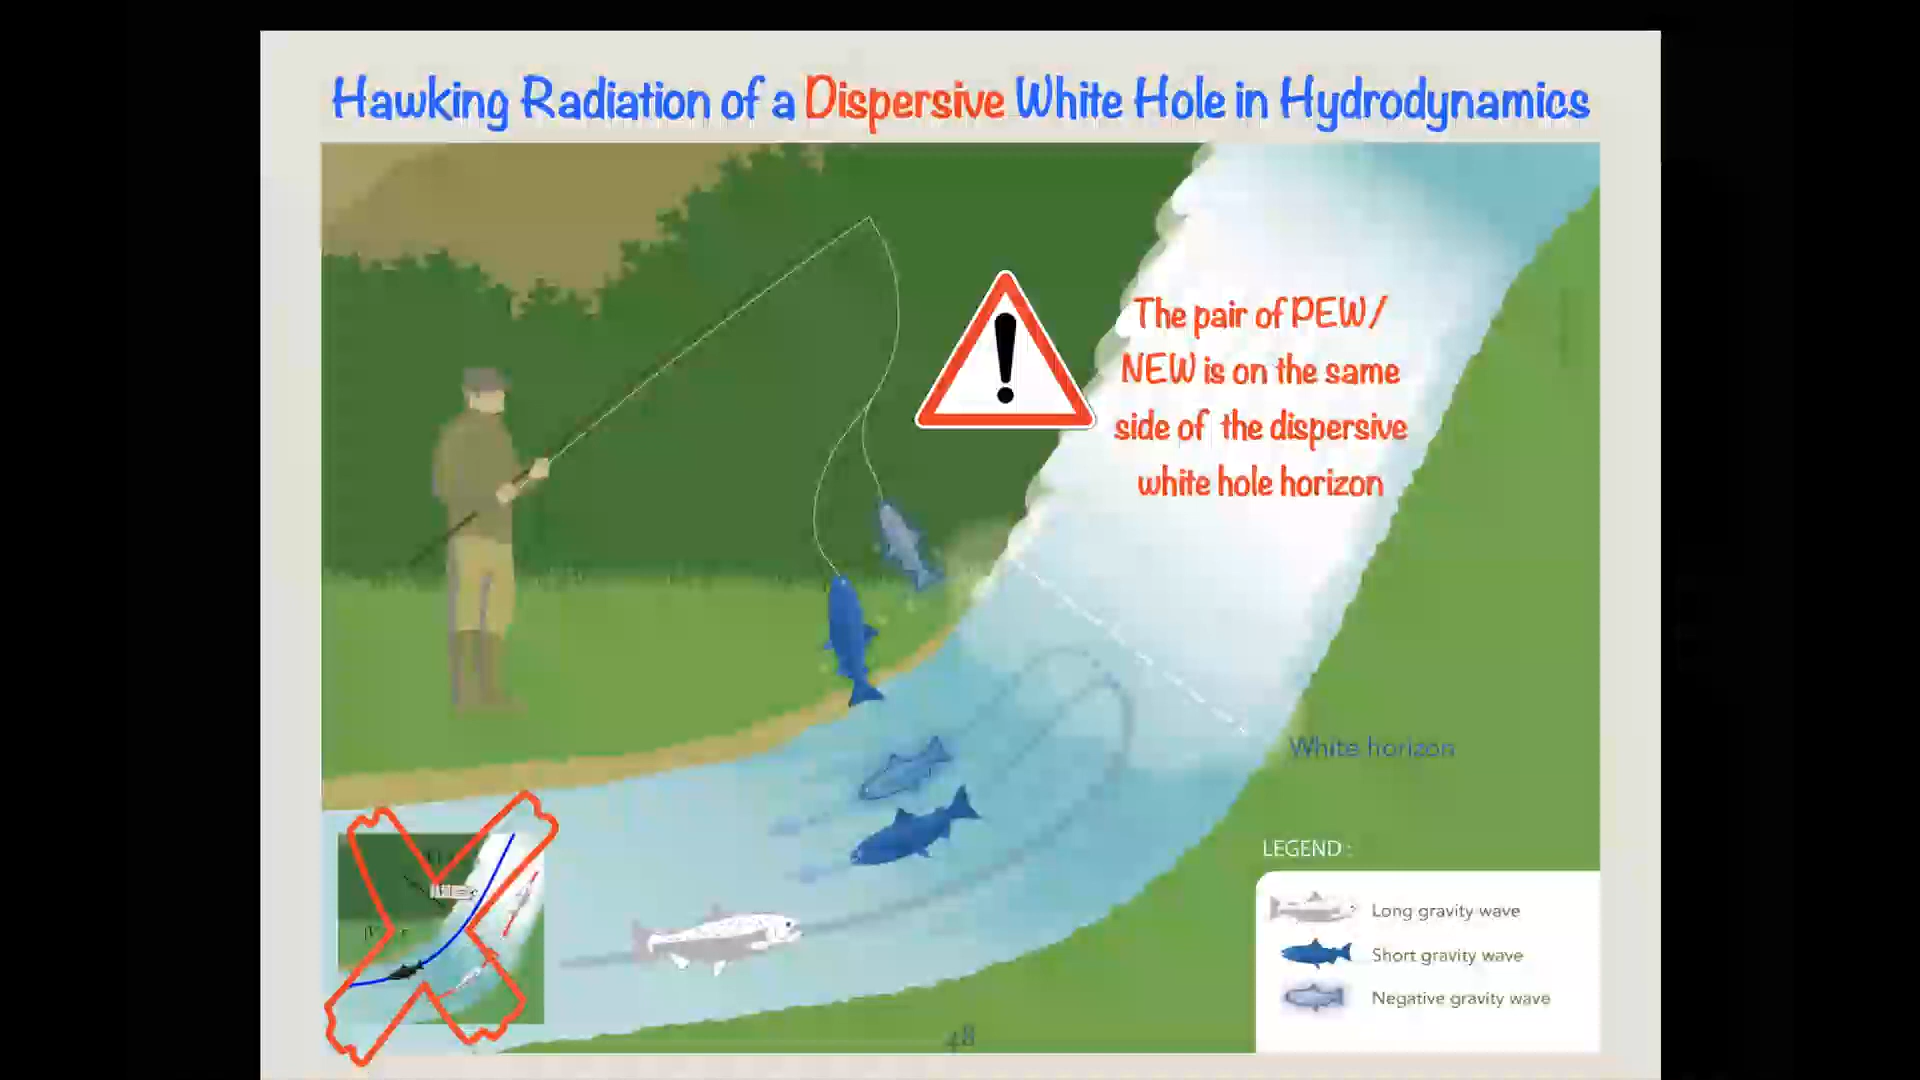 Hawking Radiation of a Dispersive White Hole in Hydrodynamics
The pair of PEW/
NEW is on the same
side of the dispersive
white hole horizon
White horizon
LEGEND :
Long gravity wave
Short gravity wave
Negative gravity wave
48